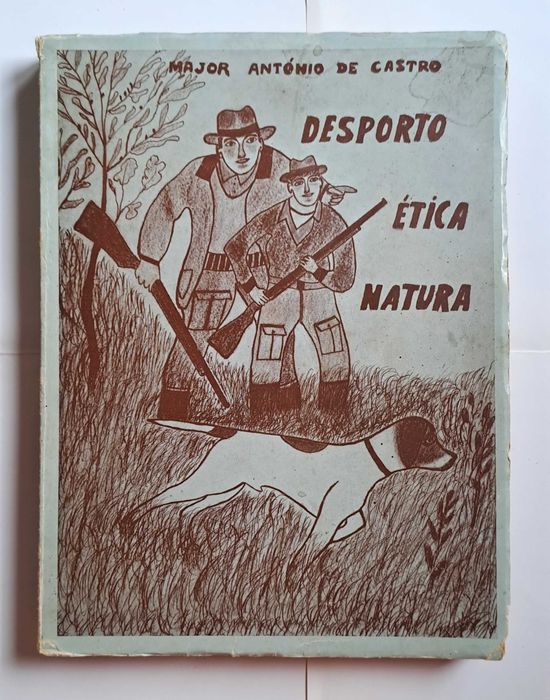 MAJOR ANTÓNIO DE CASTRO
DESPORTO
ÉTICA
NATURA